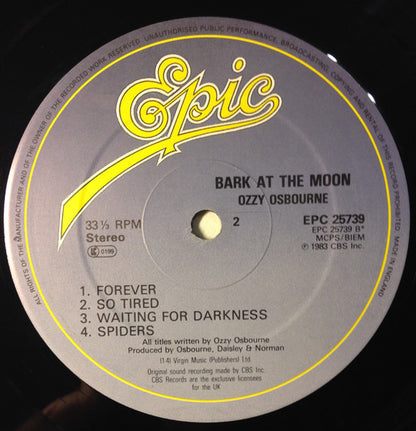 ALL RIGHTS OF THE MANUFACTURER AND OF THE OWNER OF THE RECORDED WORK RESERVED. UNAUTHORISED PUBLIC PERFORMANCE, BROADCASTING AND COPYING OF THIS RECORD PROHIBITED. MADE IN ENGLAND
Epic
BARK AT THE MOON
OZZY OSBOURNE
33⅓ RPM
Stereo
0199
2
EPC 25739
EPC 25739 B*
MCPS/BIEM
℗ 1983 CBS Inc.
1. FOREVER
2. SO TIRED
3. WAITING FOR DARKNESS
4. SPIDERS
All titles written by Ozzy Osbourne
Produced by Osbourne, Daisley & Norman
(1-4) Virgin Music (Publishers) Ltd
Original sound recording made by CBS Inc.
CBS Records are the exclusive licensees
for the UK